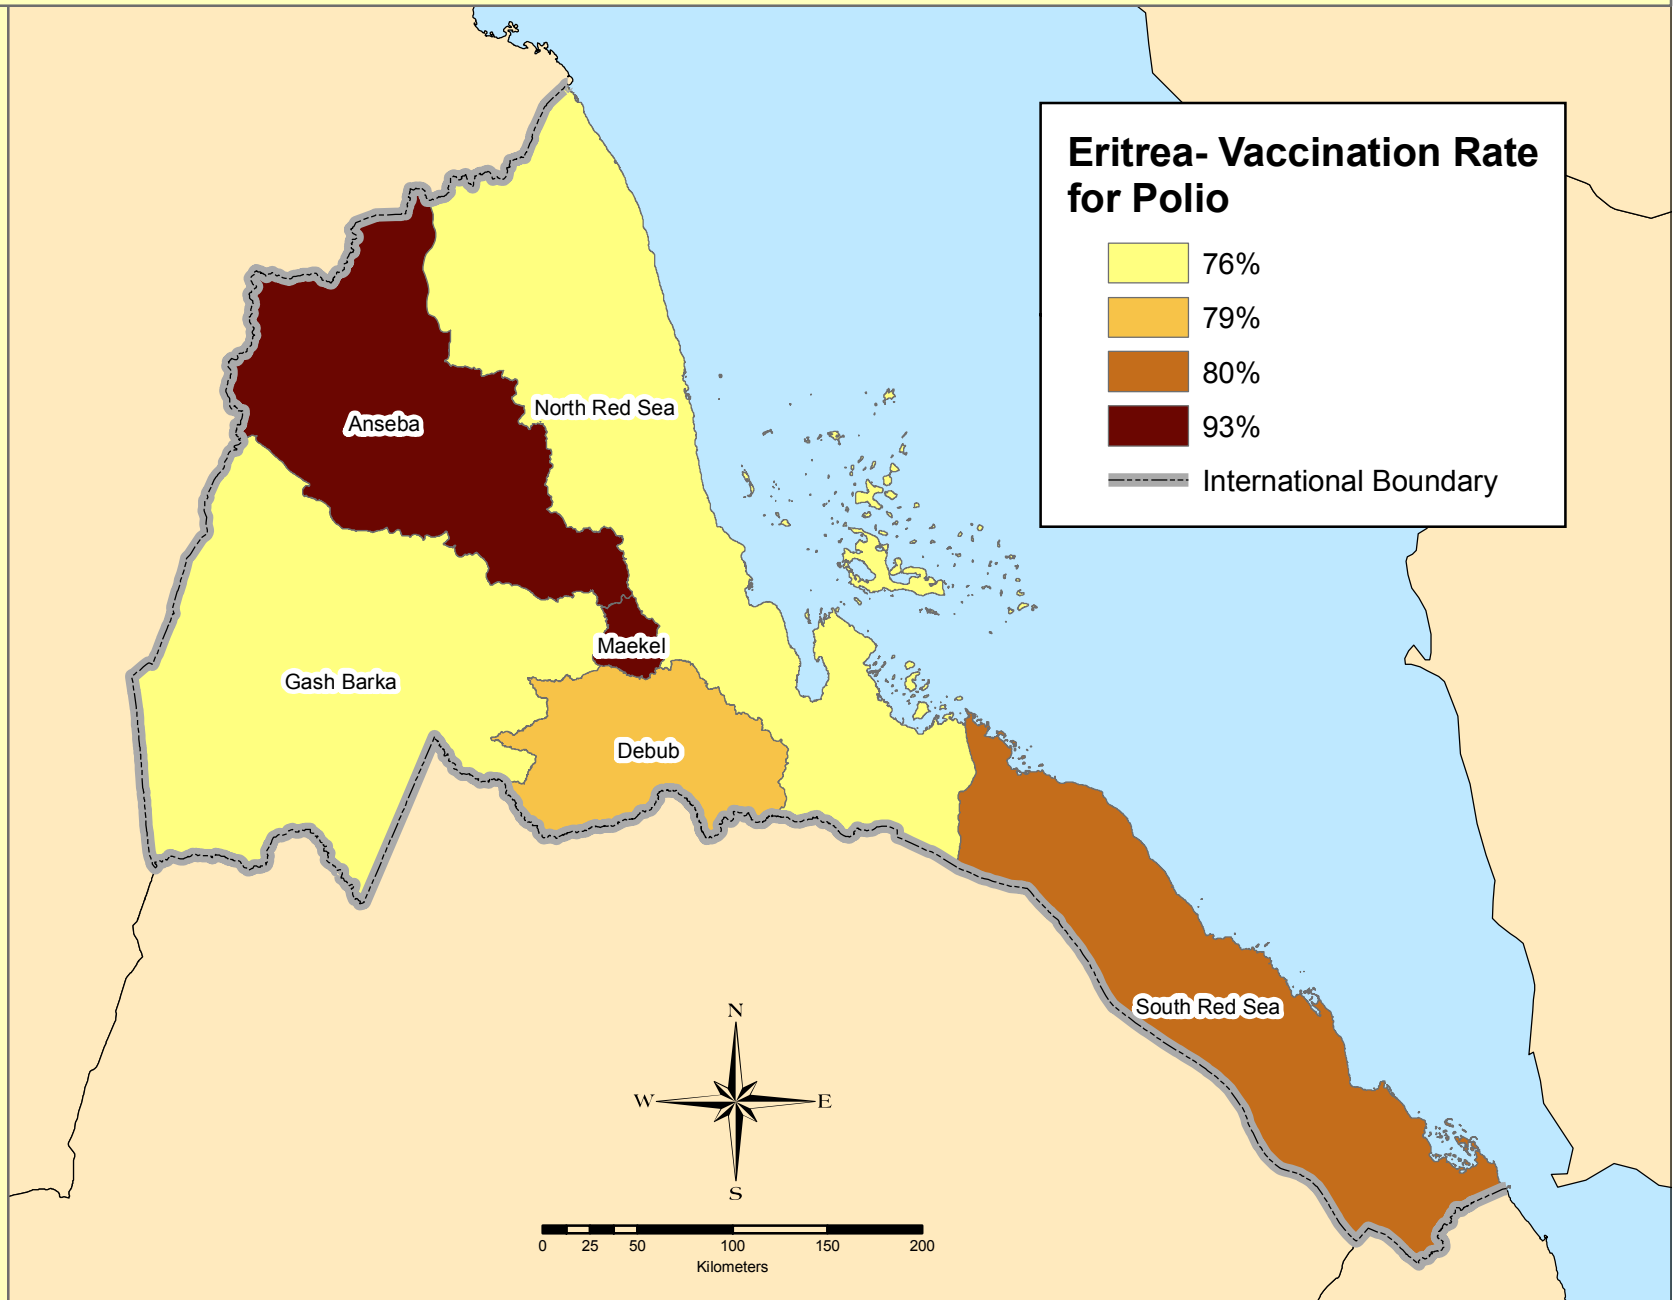 Eritrea- Vaccination Rate
for Polio
76%
79%
80%
93%
International Boundary
North Red Sea
Anseba
Maekel
Gash Barka
Debub
South Red Sea
N
W E
S
0 25 50 100 150 200
Kilometers